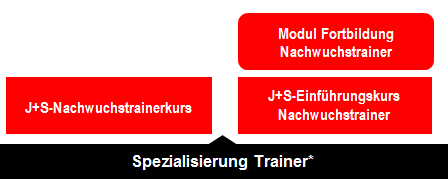 Modul Fortbildung
Nachwuchstrainer
J+S-Nachwuchstrainerkurs
J+S-Einführungskurs
Nachwuchstrainer
Spezialisierung Trainer*